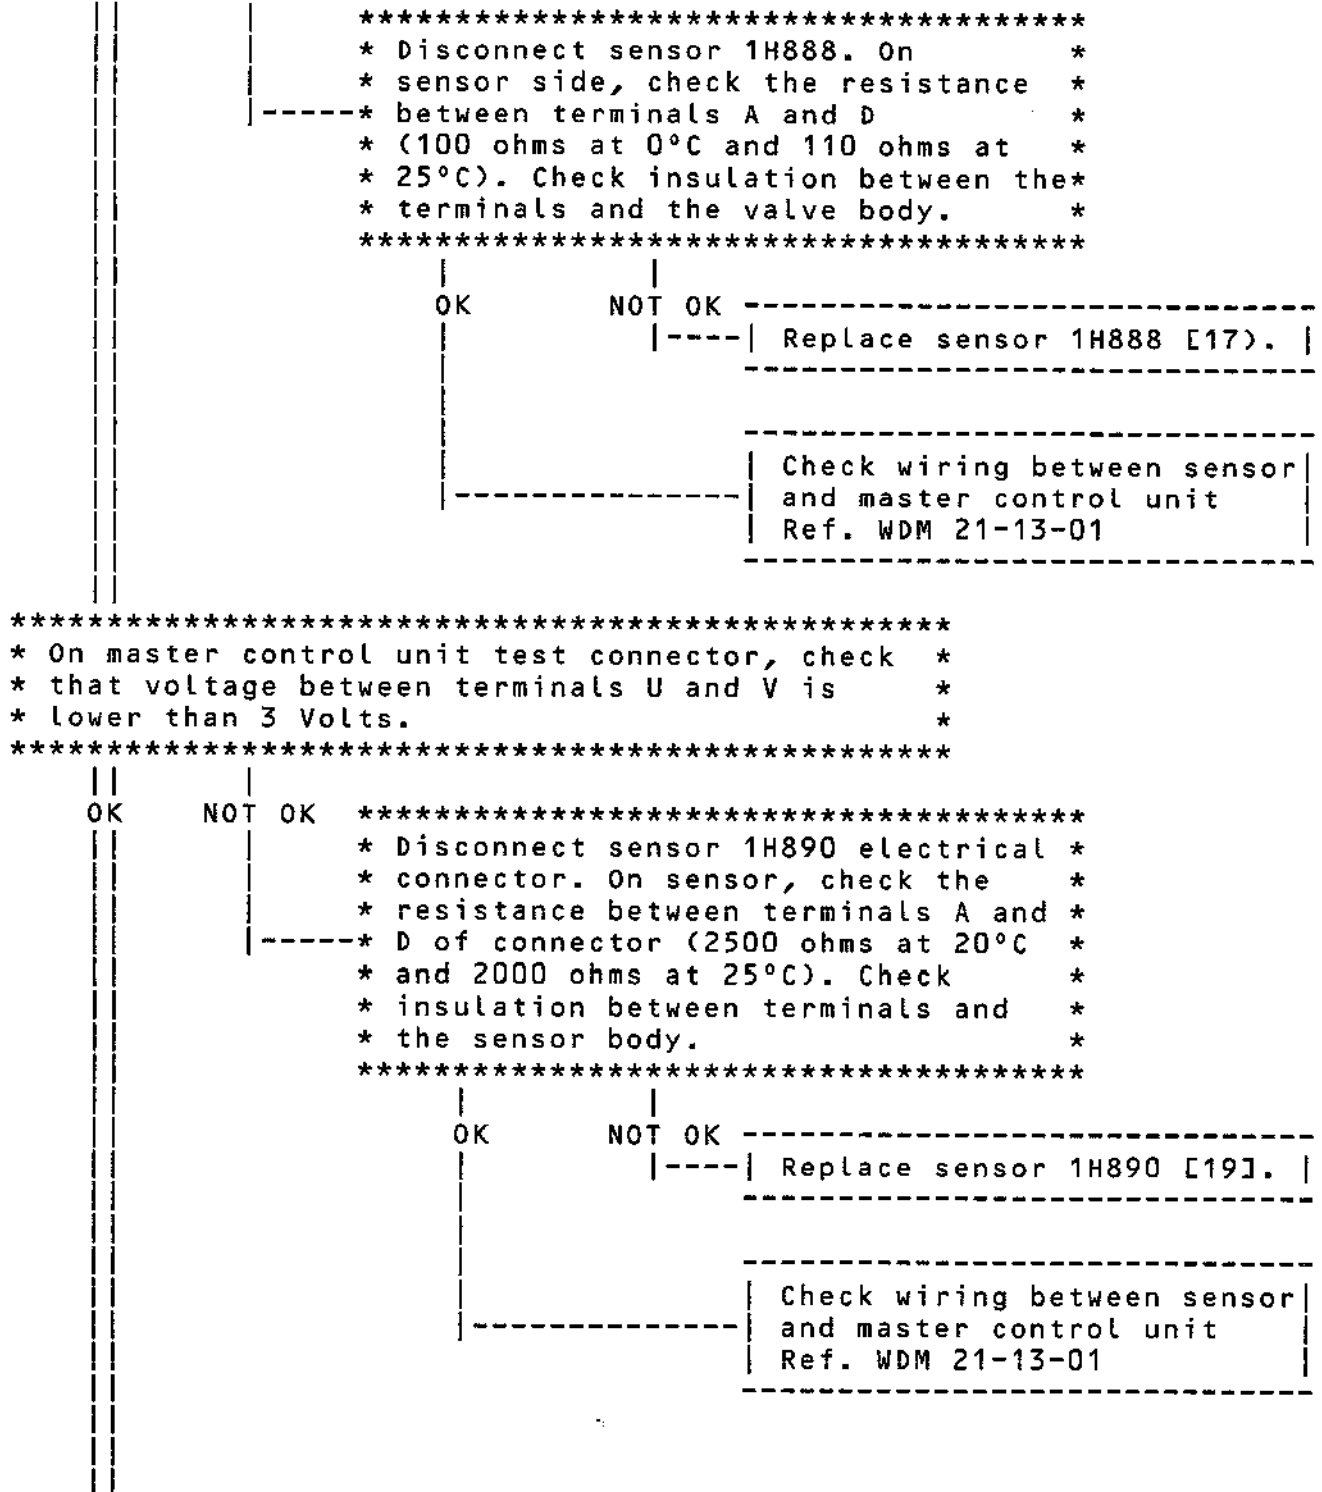 ***************************************
* Disconnect sensor 1H888. On *
* sensor side, check the resistance *
* between terminals A and D *
* (100 ohms at 0°C and 110 ohms at *
* 25°C). Check insulation between the*
* terminals and the valve body. *
***************************************
OK NOT OK
Replace sensor 1H888 [17).
Check wiring between sensor
and master control unit
Ref. WDM 21-13-01
*************************************************
* On master control unit test connector, check *
* that voltage between terminals U and V is *
* lower than 3 Volts. *
*************************************************
OK NOT OK
***************************************
* Disconnect sensor 1H890 electrical *
* connector. On sensor, check the *
* resistance between terminals A and *
* D of connector (2500 ohms at 20°C *
* and 2000 ohms at 25°C). Check *
* insulation between terminals and *
* the sensor body. *
***************************************
OK NOT OK
Replace sensor 1H890 [19].
Check wiring between sensor
and master control unit
Ref. WDM 21-13-01